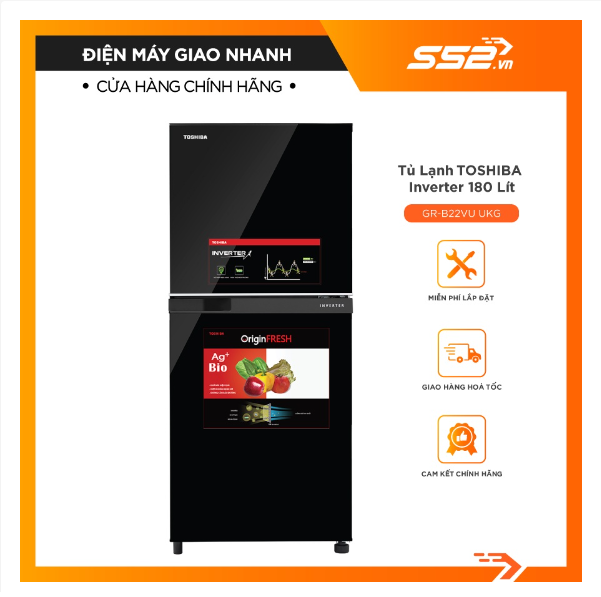 ĐIỆN MÁY GIAO NHANH
• CỬA HÀNG CHÍNH HÃNG •
SS2.vn
TOSHIBA
Tủ Lạnh TOSHIBA
Inverter 180 Lít
GR-B22VU UKG
TOSHIBA
INVERTER
MIỄN PHÍ LẮP ĐẶT
INVERTER
TOSHIBA
OriginFRESH
Ag+
Bio
GIAO HÀNG HOẢ TỐC
CAM KẾT CHÍNH HÃNG